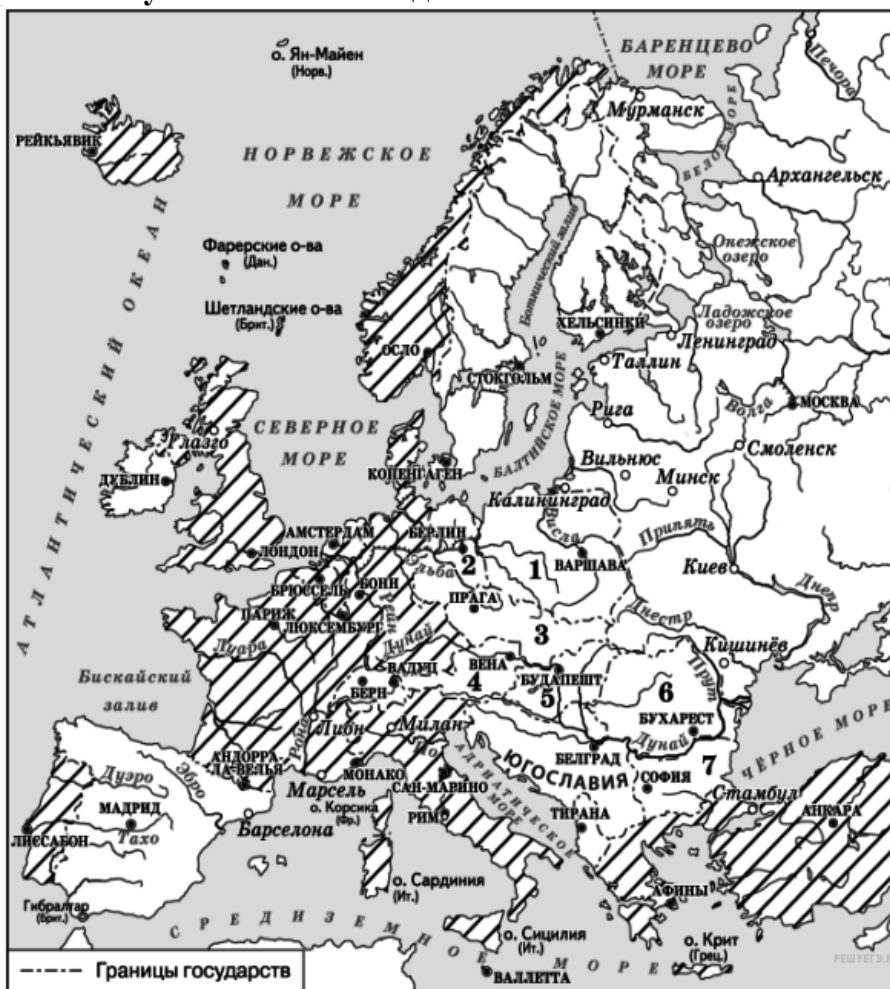 о. Ян-Майен
(Норв.)
БАРЕНЦЕВО
МОРЕ
Печора
Мурманск
РЕЙКЬЯВИК
НОРВЕЖСКОЕ
МОРЕ
БЕЛОЕ МОРЕ
Архангельск
АТЛАНТИЧЕСКИЙ ОКЕАН
Фарерские о-ва
(Дан.)
Ботнический залив
Онежское
озеро
Шетландские о-ва
(Брит.)
Ладожское
озеро
ХЕЛЬСИНКИ
Ленинград
ОСЛО
СТОКГОЛЬМ
Таллин
БАЛТИЙСКОЕ МОРЕ
Рига
Волга
МОСКВА
Глазго
СЕВЕРНОЕ
МОРЕ
Смоленск
КОПЕНГАГЕН
Вильнюс
Минск
ДУБЛИН
Калининград
Висла
АМСТЕРДАМ
БЕРЛИН
Припять
ЛОНДОН
Эльба
2
1
ВАРШАВА
Киев
БРЮССЕЛЬ
БОНН
Днепр
ПРАГА
ПАРИЖ
ЛЮКСЕМБУРГ
Рейн
Днестр
3
Луара
Дунай
Кишинёв
Бискайский
залив
ВАДУЦ
ВЕНА
БУДАПЕШТ
Прут
БЕРН
4
5
6
Рона
Лион
Милан
БУХАРЕСТ
Дунай
ЧЁРНОЕ МОРЕ
АНДОРРА-
ЛА-ВЕЛЬЯ
По
БЕЛГРАД
7
Дуэро
Эбро
МОНАКО
САН-МАРИНО
ЮГОСЛАВИЯ
СОФИЯ
АДРИАТИЧЕСКОЕ
МОРЕ
Марсель
Стамбул
МАДРИД
о. Корсика
(Фр.)
РИМ
ТИРАНА
АНКАРА
ЛИССАБОН
Тахо
Барселона
о. Сардиния
(Ит.)
АФИНЫ
Гибралтар
(Брит.)
СРЕДИЗЕМНОЕ МОРЕ
о. Сицилия
(Ит.)
о. Крит
(Грец.)
Границы государств
ВАЛЛЕТТА